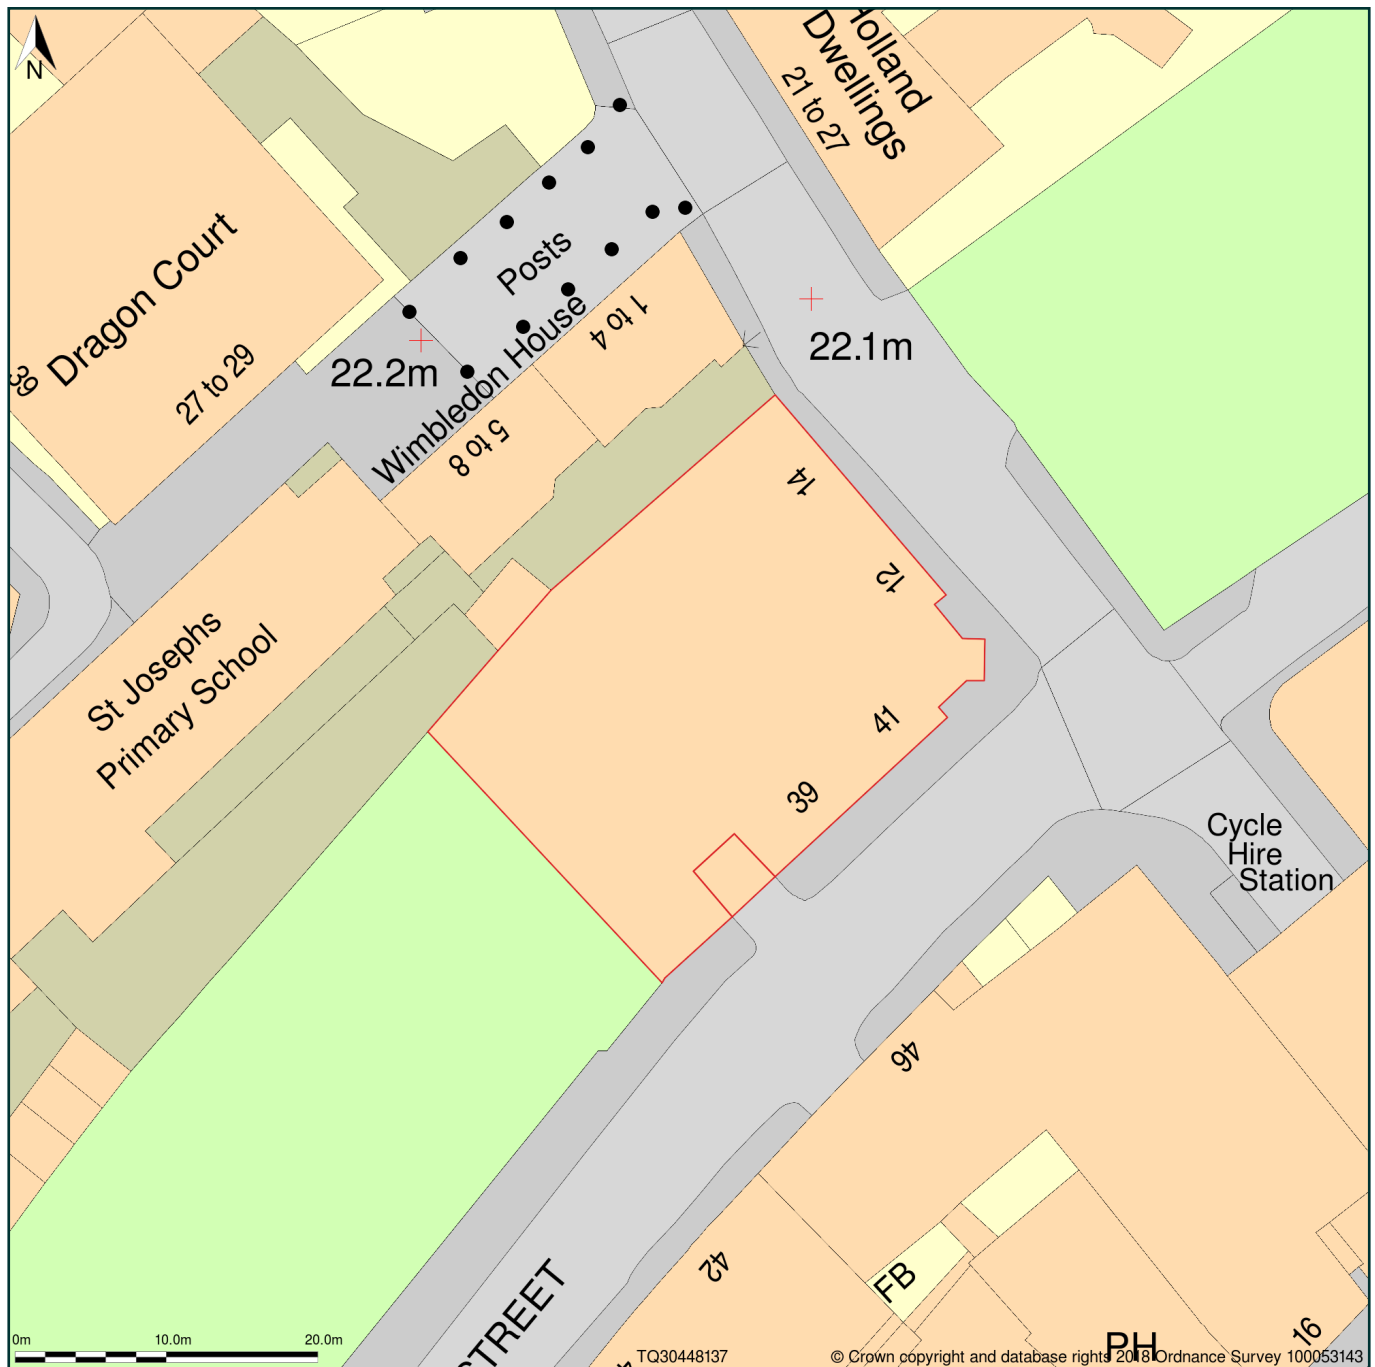 N
Holland
Dwellings
21 to 27
Dragon Court
39
27 to 29
Posts
22.2m
Wimbledon House
1 to 4
5 to 8
22.1m
14
12
41
39
St Josephs
Primary School
Cycle
Hire
Station
46
42
FB
STREET
PH
16
0m
10.0m
20.0m
TQ30448137
© Crown copyright and database rights 2018 Ordnance Survey 100053143